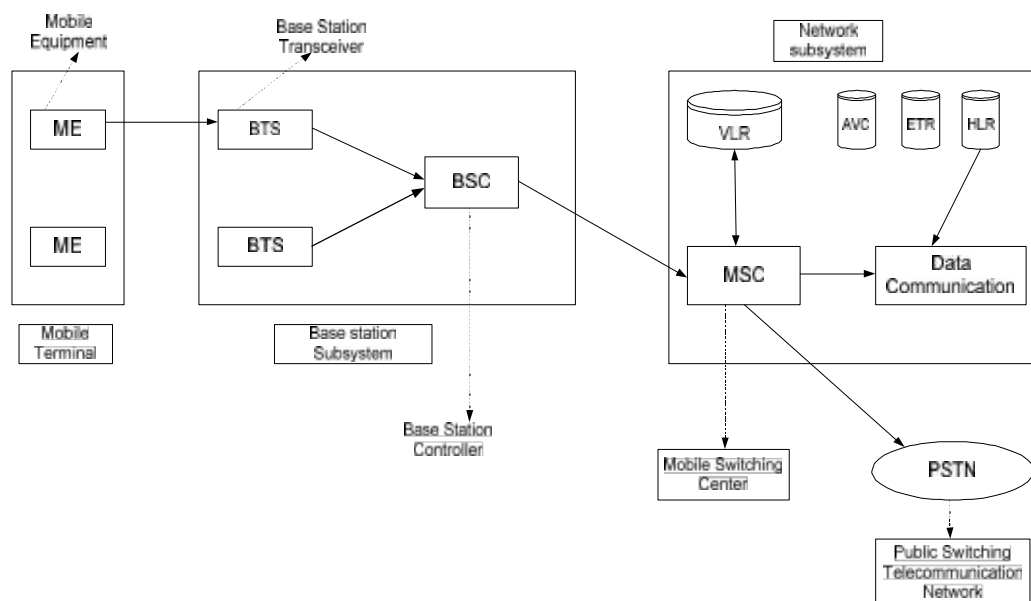 Mobile
Equipment
Base Station
Transceiver
Network
subsystem
ME
BTS
VLR
AVC
ETR
HLR
BSC
ME
BTS
MSC
Data
Communication
Mobile
Terminal
Base station
Subsystem
Base Station
Controller
Mobile Switching
Center
PSTN
Public Switching
Telecommunication
Network